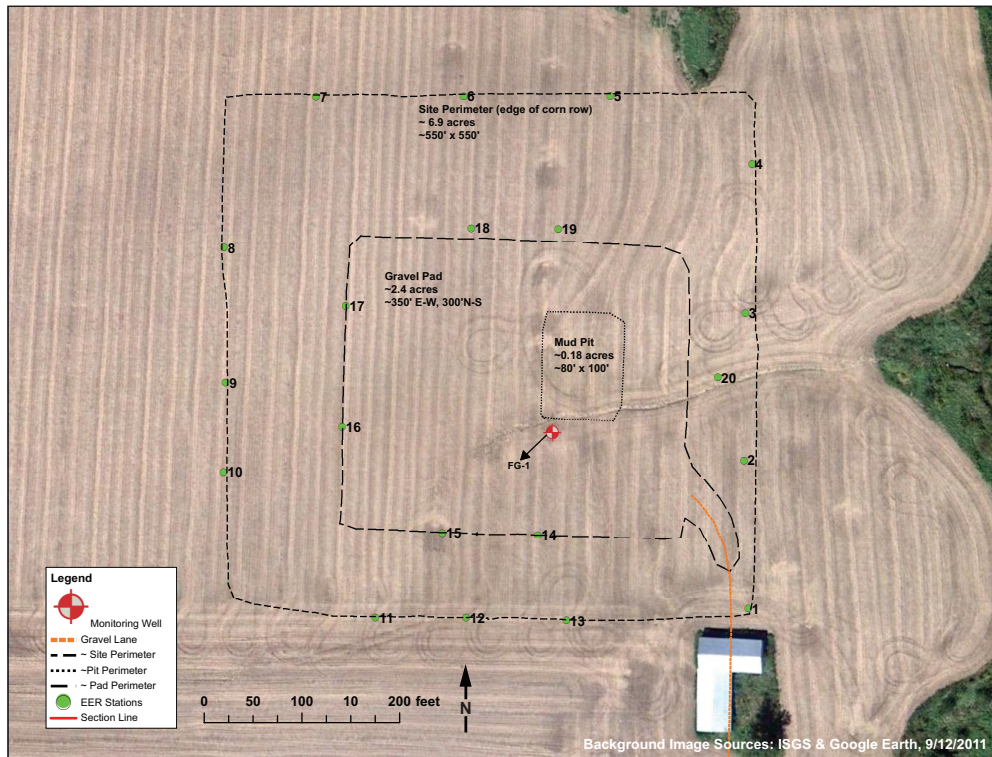 7
6
5
Site Perimeter (edge of corn row)
~ 6.9 acres
~550' x 550'
4
18
19
8
Gravel Pad
~2.4 acres
~350' E-W, 300'N-S
17
3
Mud Pit
~0.18 acres
~80' x 100'
20
9
16
2
FG-1
10
15
14
1
11
12
13
Legend
Monitoring Well
Gravel Lane
~ Site Perimeter
~Pit Perimeter
~ Pad Perimeter
EER Stations
Section Line
0 50 100 10 200 feet
N
Background Image Sources: ISGS & Google Earth, 9/12/2011